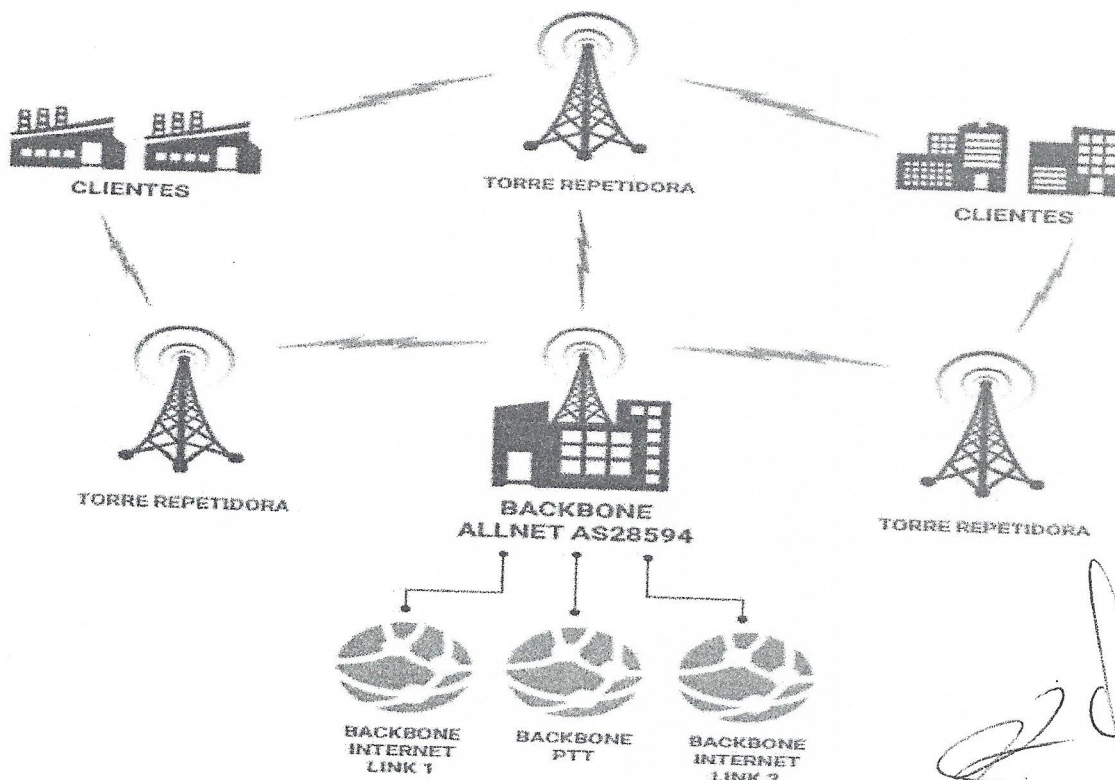 TORRE REPETIDORA
CLIENTES
CLIENTES
TORRE REPETIDORA
BACKBONE
ALLNET AS28594
TORRE REPETIDORA
BACKBONE
INTERNET
LINK 1
BACKBONE
PTT
BACKBONE
INTERNET
LINK 2